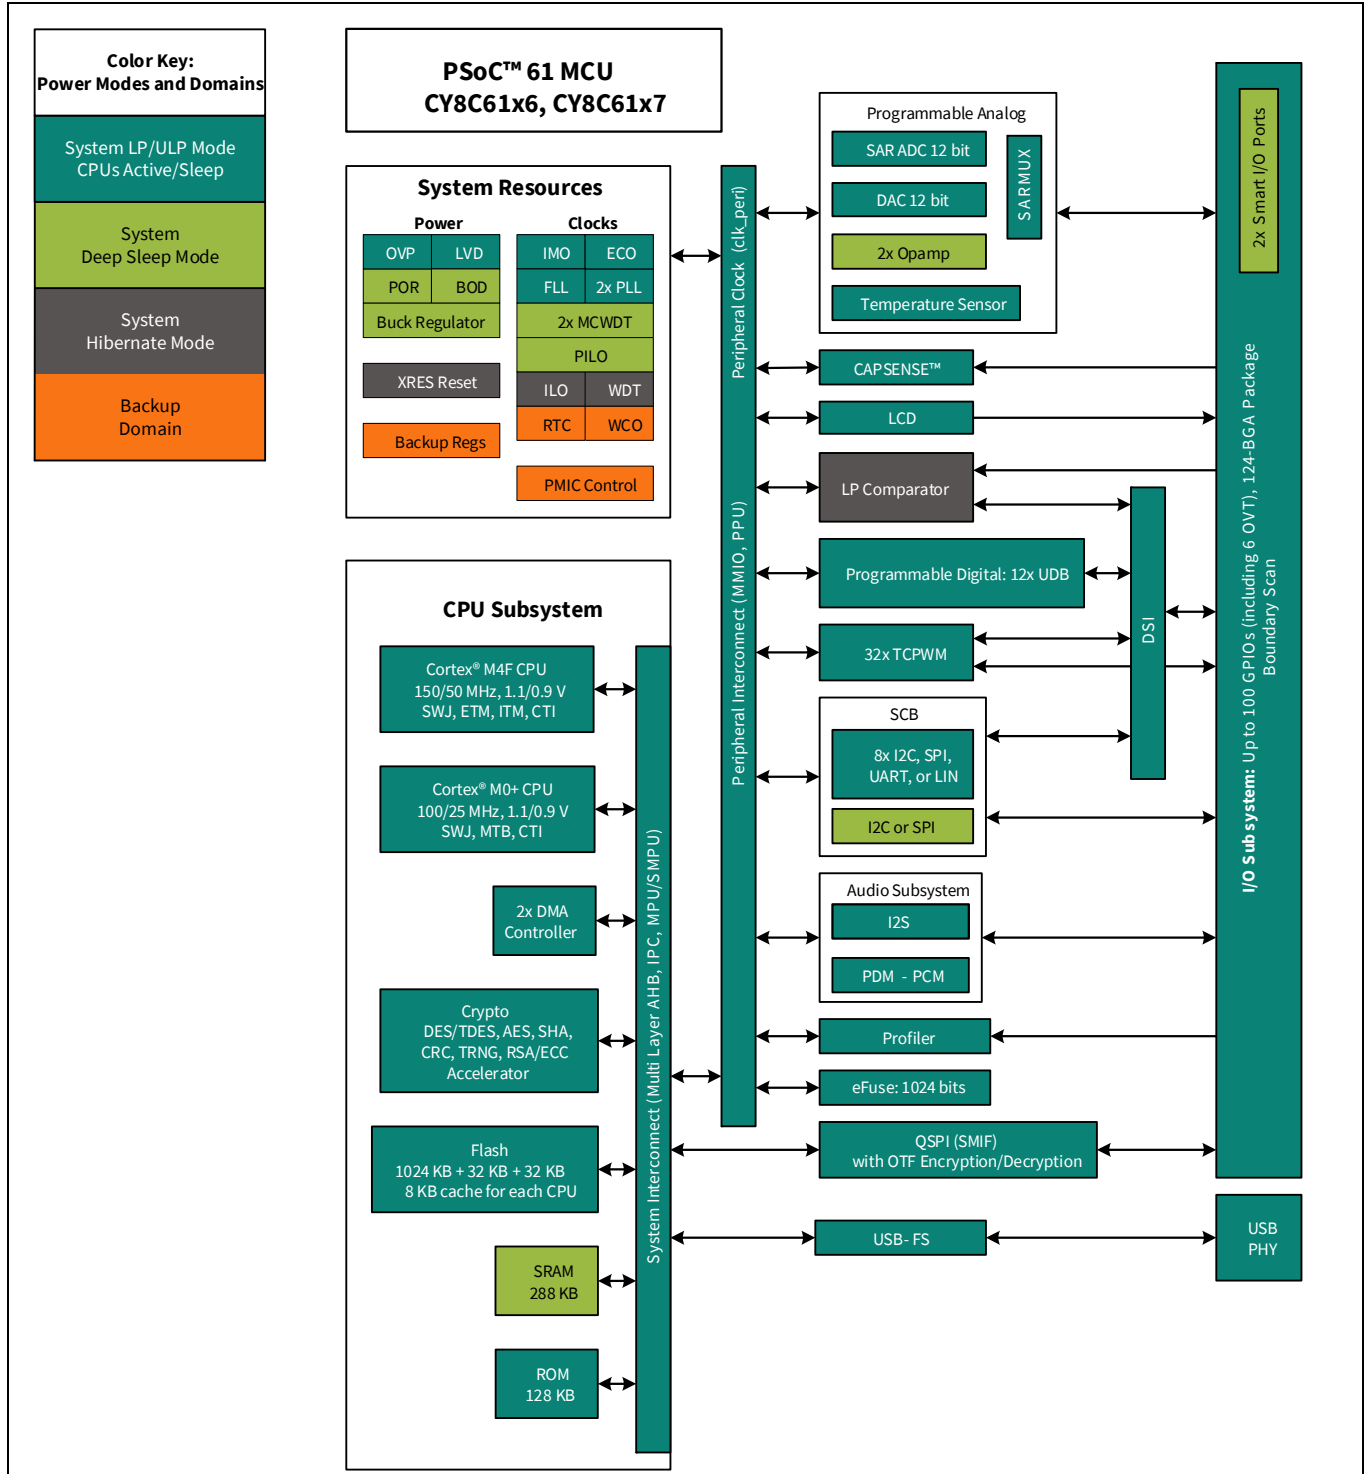 Color Key:
Power Modes and Domains
System LP/ULP Mode
CPUs Active/Sleep
System
Deep Sleep Mode
System
Hibernate Mode
Backup
Domain
PSoC™ 61 MCU
CY8C61x6, CY8C61x7
System Resources
Power
OVP
LVD
POR
BOD
Buck Regulator
XRES Reset
Backup Regs
Clocks
IMO
ECO
FLL
2x PLL
2x MCWDT
PILO
ILO
WDT
RTC
WCO
PMIC Control
CPU Subsystem
Cortex® M4F CPU
150/50 MHz, 1.1/0.9 V
SWJ, ETM, ITM, CTI
Cortex® M0+ CPU
100/25 MHz, 1.1/0.9 V
SWJ, MTB, CTI
2x DMA
Controller
Crypto
DES/TDES, AES, SHA,
CRC, TRNG, RSA/ECC
Accelerator
Flash
1024 KB + 32 KB + 32 KB
8 KB cache for each CPU
SRAM
288 KB
ROM
128 KB
System Interconnect (Multi Layer AHB, IPC, MPU/SMPU)
Peripheral Clock (clk_peri)
Peripheral Interconnect (MMIO, PPU)
Programmable Analog
SAR ADC 12 bit
DAC 12 bit
2x Opamp
Temperature Sensor
SARMUX
CAPSENSE™
LCD
LP Comparator
Programmable Digital: 12x UDB
32x TCPWM
SCB
8x I2C, SPI,
UART, or LIN
I2C or SPI
Audio Subsystem
I2S
PDM - PCM
Profiler
eFuse: 1024 bits
QSPI (SMIF)
with OTF Encryption/Decryption
USB- FS
DSI
2x Smart I/O Ports
I/O Subsystem: Up to 100 GPIOs (including 6 OVT), 124-BGA Package
Boundary Scan
USB
PHY